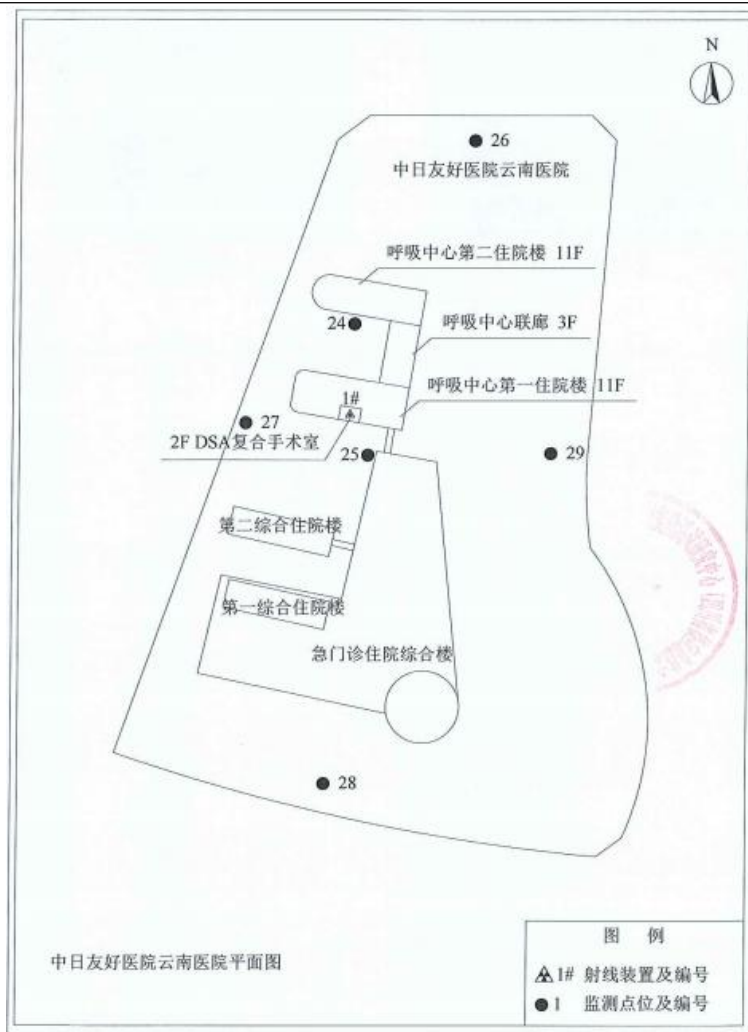 N
26
中日友好医院云南医院
呼吸中心第二住院楼 11F
24
呼吸中心联廊 3F
呼吸中心第一住院楼 11F
1#
27
2F DSA复合手术室
25
29
第二综合住院楼
第一综合住院楼
急门诊住院综合楼
28
中日友好医院云南医院平面图
图 例
1# 射线装置及编号
1 监测点位及编号